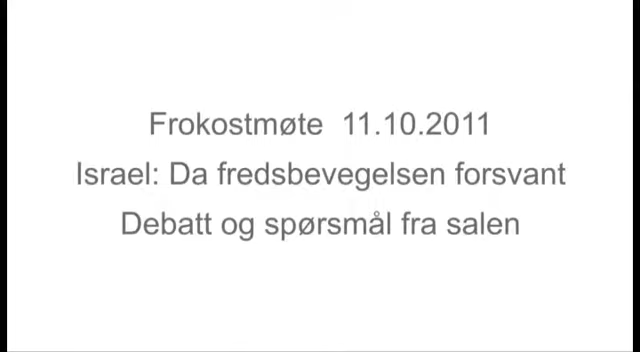 Frokostmøte 11.10.2011
Israel: Da fredsbevegelsen forsvant
Debatt og spørsmål fra salen